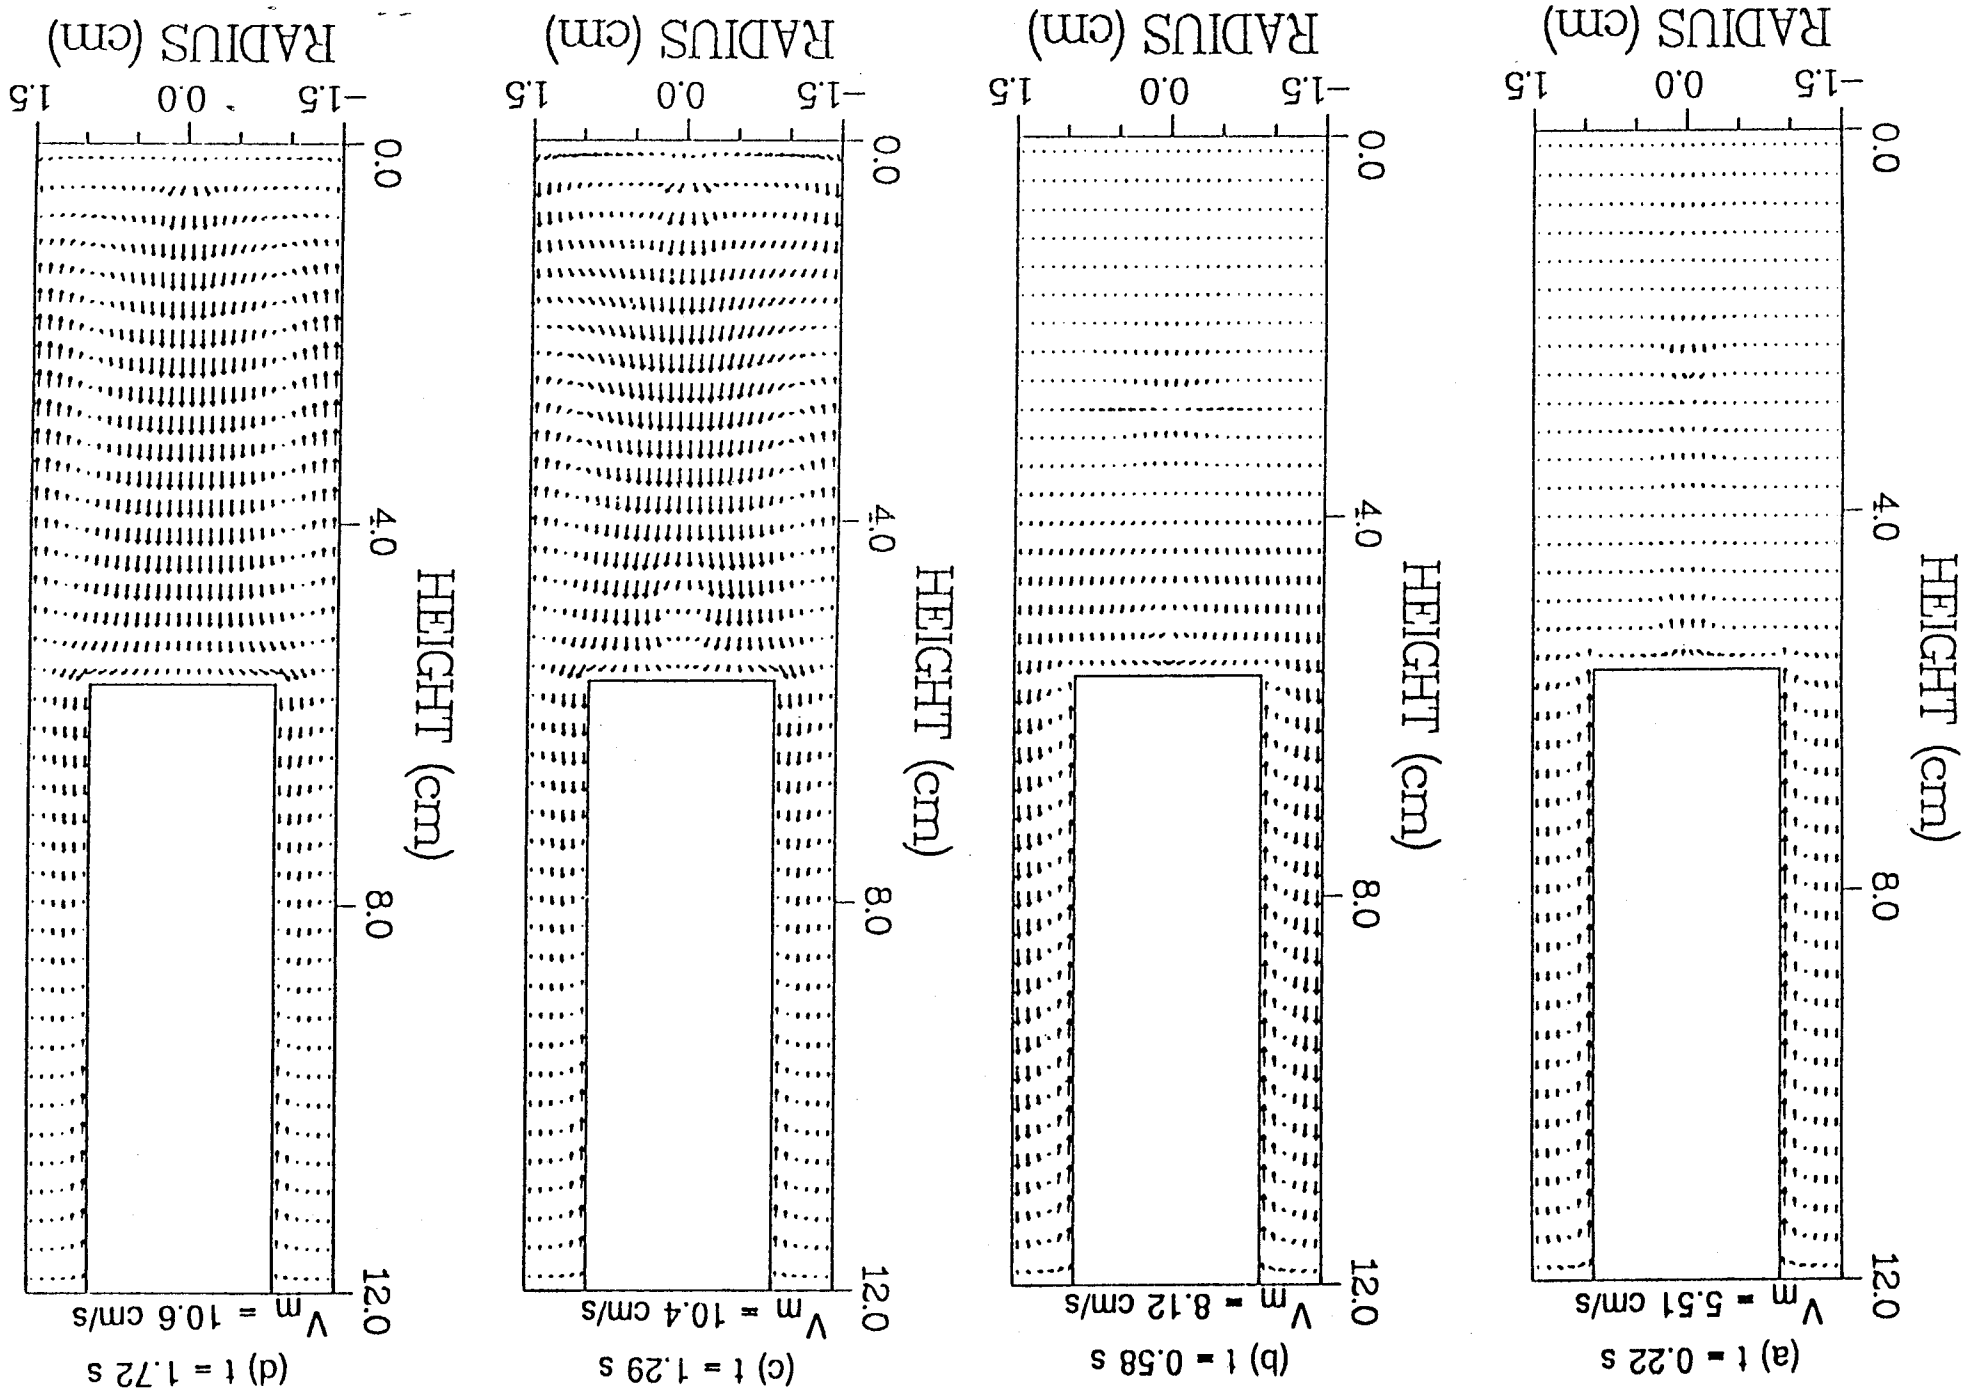 (a) t = 0.22 s
V_m = 5.51 cm/s
12.0
8.0
4.0
0.0
HEIGHT (cm)
-1.5 0.0 1.5
RADIUS (cm)
(b) t = 0.58 s
V_m = 8.12 cm/s
12.0
8.0
4.0
0.0
HEIGHT (cm)
-1.5 0.0 1.5
RADIUS (cm)
(c) t = 1.29 s
V_m = 10.4 cm/s
12.0
8.0
4.0
0.0
HEIGHT (cm)
-1.5 0.0 1.5
RADIUS (cm)
(d) t = 1.72 s
V_m = 10.6 cm/s
12.0
8.0
4.0
0.0
HEIGHT (cm)
-1.5 0.0 1.5
RADIUS (cm)